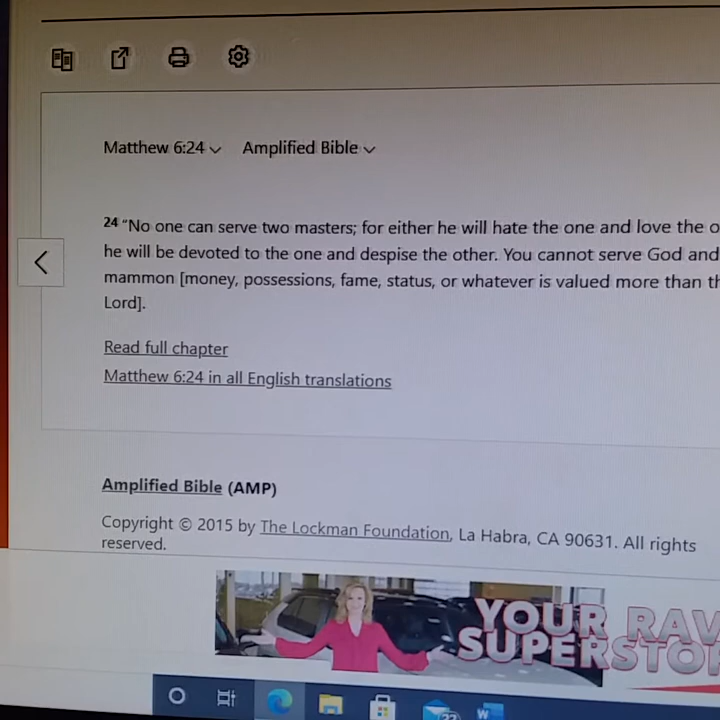 Matthew 6:24 Amplified Bible
24 "No one can serve two masters; for either he will hate the one and love the o
he will be devoted to the one and despise the other. You cannot serve God and
mammon [money, possessions, fame, status, or whatever is valued more than th
Lord].
Read full chapter
Matthew 6:24 in all English translations
Amplified Bible (AMP)
Copyright © 2015 by The Lockman Foundation, La Habra, CA 90631. All rights
reserved.
YOUR RAV
SUPERSTO
22
W